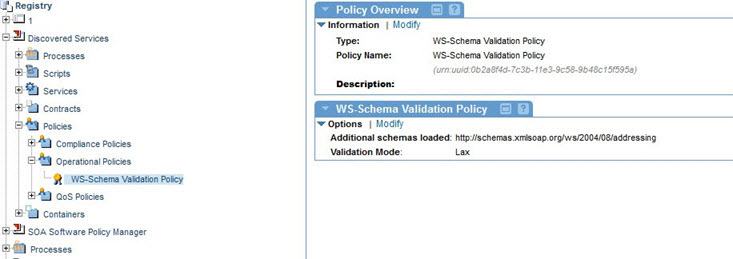 Registry
1
Discovered Services
Processes
Scripts
Services
Contracts
Policies
Compliance Policies
Operational Policies
WS-Schema Validation Policy
QoS Policies
Containers
SOA Software Policy Manager
Processes
Policy Overview
Information | Modify
Type: WS-Schema Validation Policy
Policy Name: WS-Schema Validation Policy
(urn:uuid:0b2a8f4d-7c3b-11e3-9c58-9b48c15f595a)
Description:
WS-Schema Validation Policy
Options | Modify
Additional schemas loaded: http://schemas.xmlsoap.org/ws/2004/08/addressing
Validation Mode: Lax